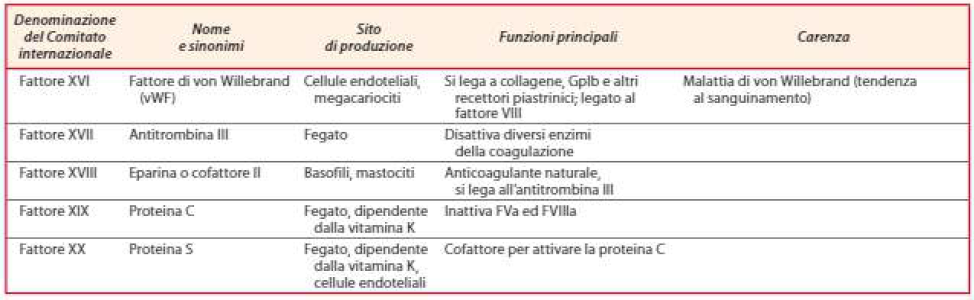 Denominazione del Comitato internazionale | Nome e sinonimi | Sito di produzione | Funzioni principali | Carenza
Fattore XVI | Fattore di von Willebrand (vWF) | Cellule endoteliali, megacariociti | Si lega a collagene, GpIb e altri recettori piastrinici; legato al fattore VIII | Malattia di von Willebrand (tendenza al sanguinamento)
Fattore XVII | Antitrombina III | Fegato | Disattiva diversi enzimi della coagulazione
Fattore XVIII | Eparina o cofattore II | Basofili, mastociti | Anticoagulante naturale, si lega all'antitrombina III
Fattore XIX | Proteina C | Fegato, dipendente dalla vitamina K | Inattiva FVa ed FVIIIa
Fattore XX | Proteina S | Fegato, dipendente dalla vitamina K, cellule endoteliali | Cofattore per attivare la proteina C